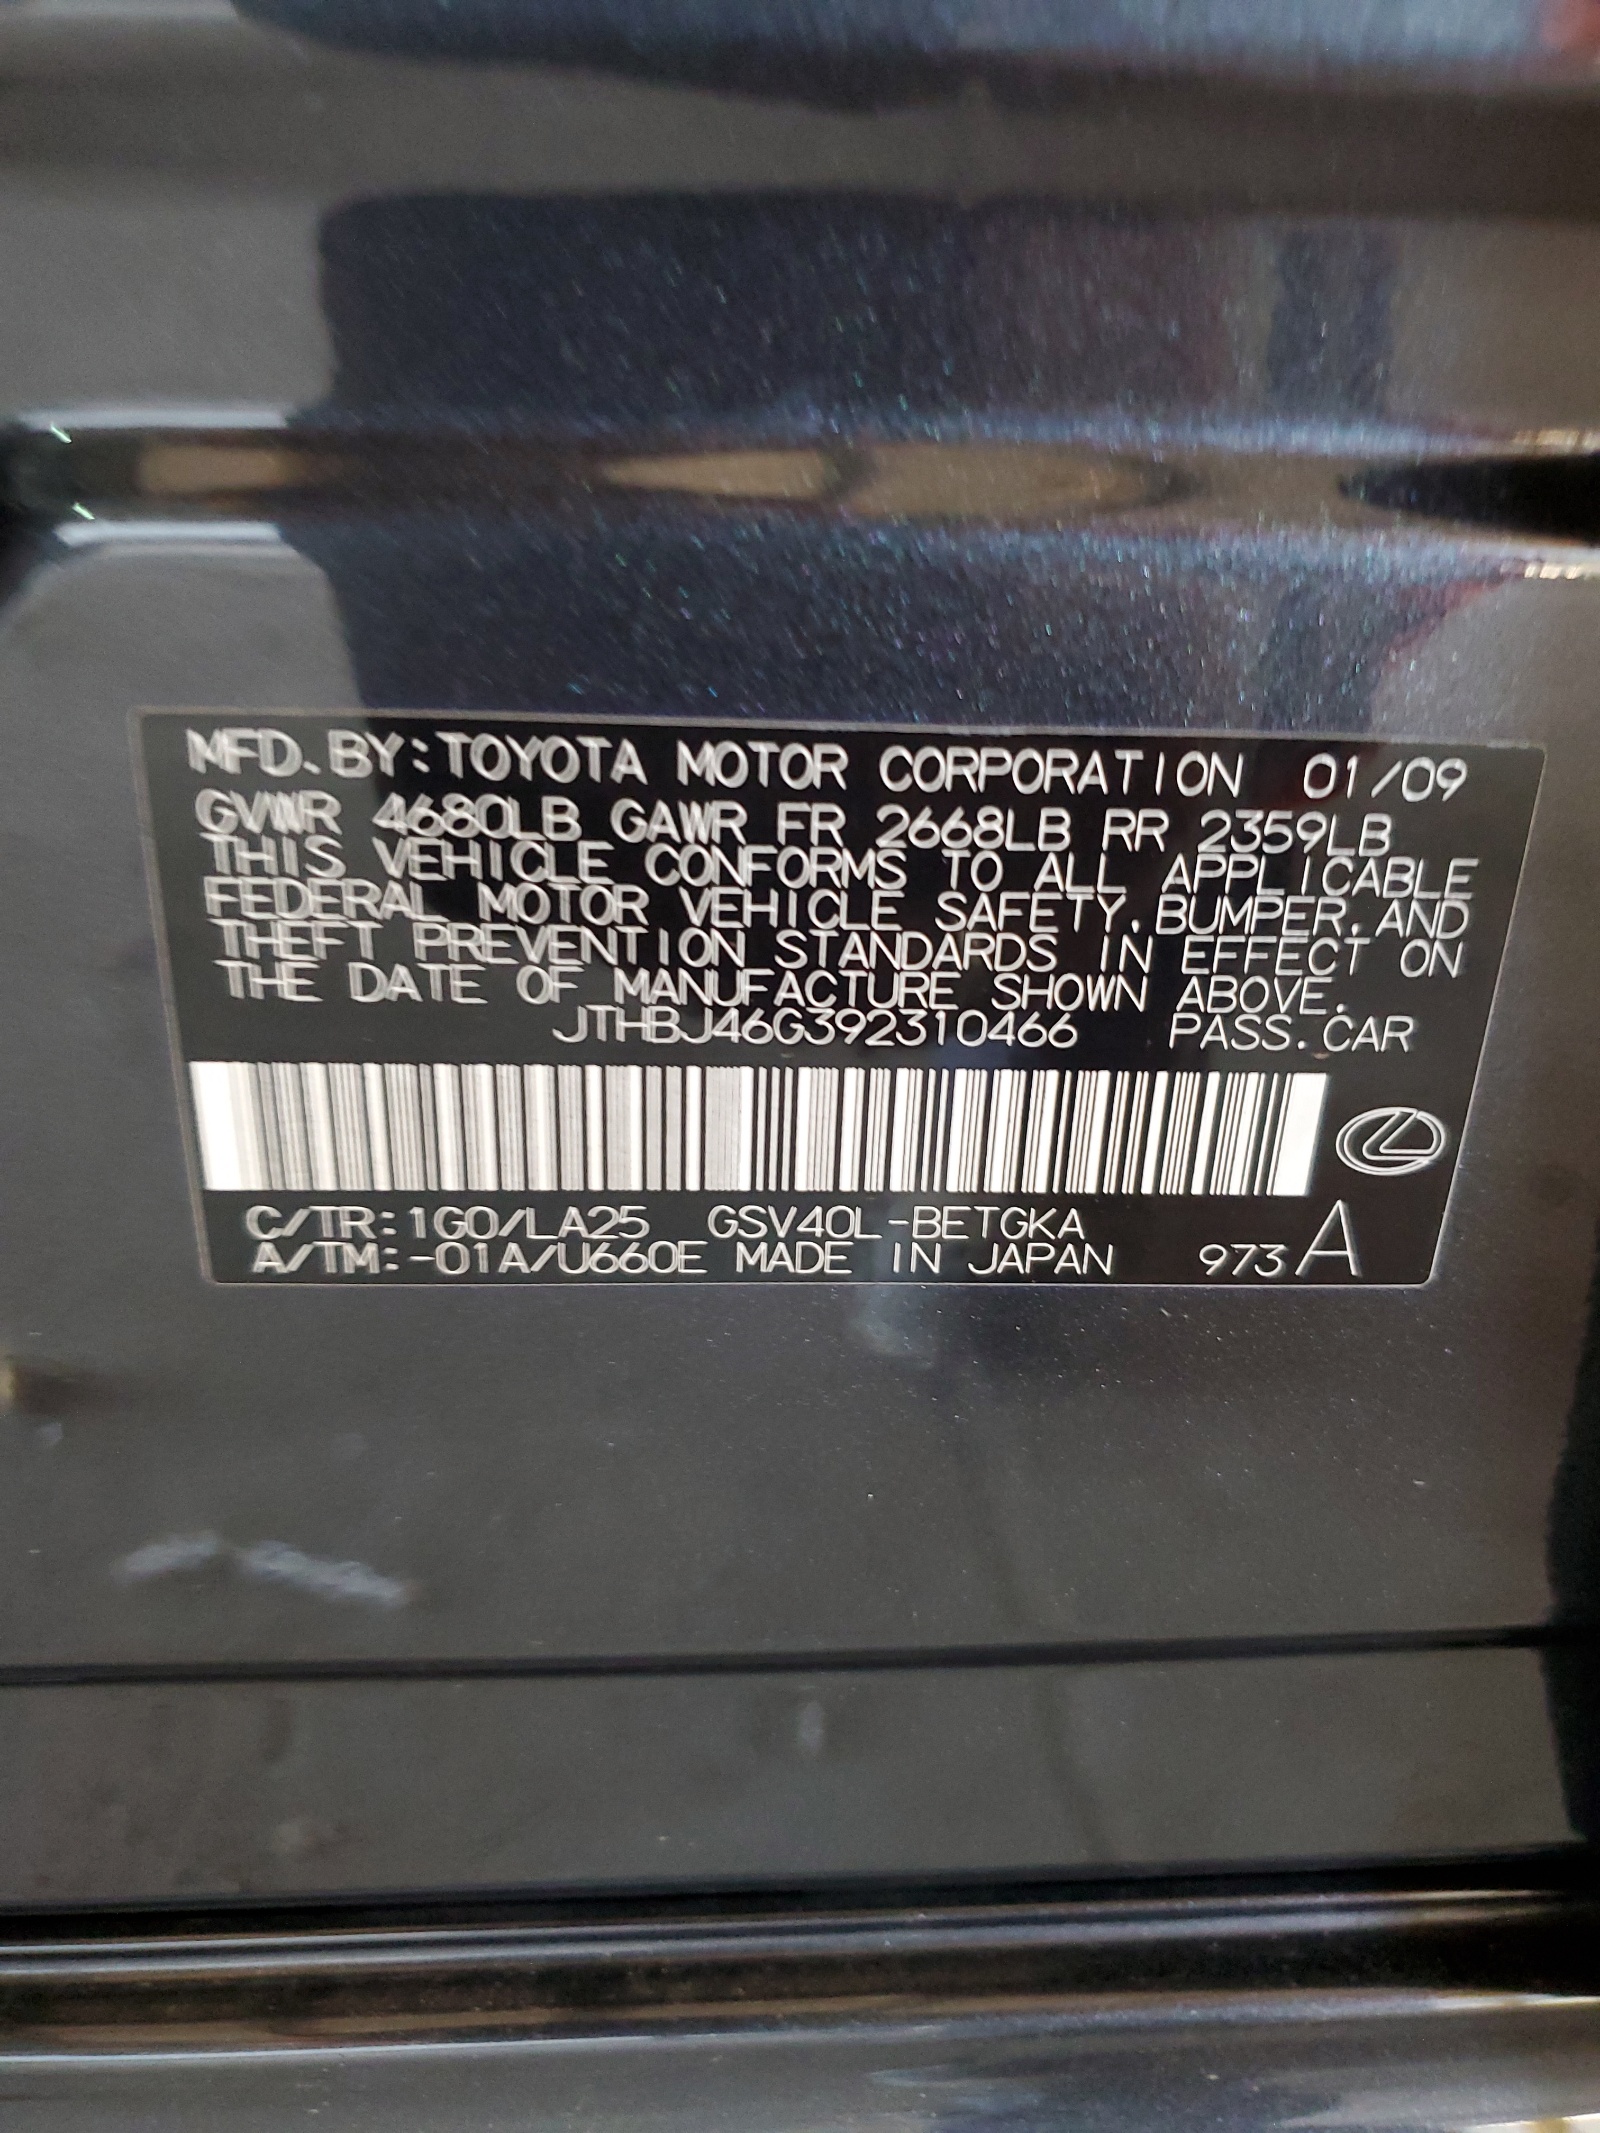 MFD. BY: TOYOTA MOTOR CORPORATION 01/09
GVWR 4680LB GAWR FR 2668LB RR 2359LB
THIS VEHICLE CONFORMS TO ALL APPLICABLE
FEDERAL MOTOR VEHICLE SAFETY, BUMPER, AND
THEFT PREVENTION STANDARDS IN EFFECT ON
THE DATE OF MANUFACTURE SHOWN ABOVE.
JTHBJ46G392310466 PASS. CAR
C/TR: 1G0/LA25 GSV40L-BETGKA
A/TM: -01A/U660E MADE IN JAPAN 973 A